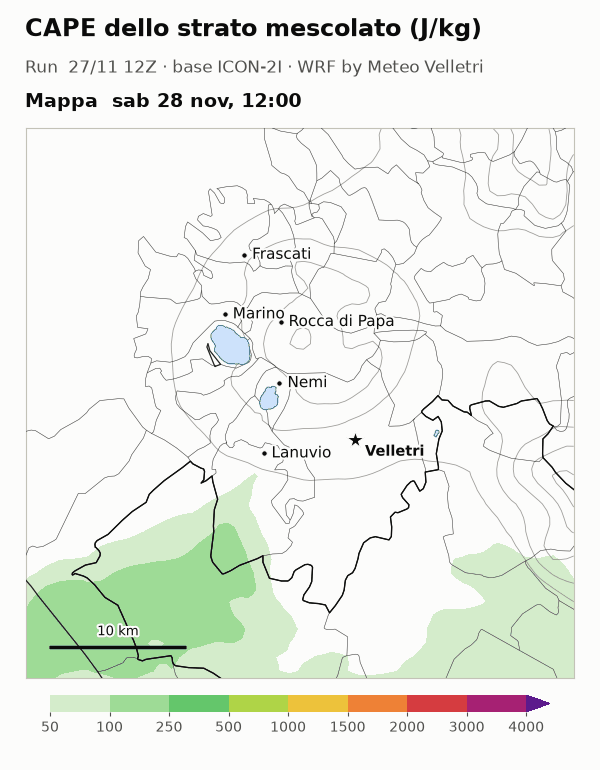 CAPE dello strato mescolato (J/kg)
Run  27/11 12Z · base ICON-2I · WRF by Meteo Velletri
Mappa  sab 28 nov, 12:00
Frascati
Marino
Rocca di Papa
Nemi
Velletri
Lanuvio
10 km
50 100 250 500 1000 1500 2000 3000 4000